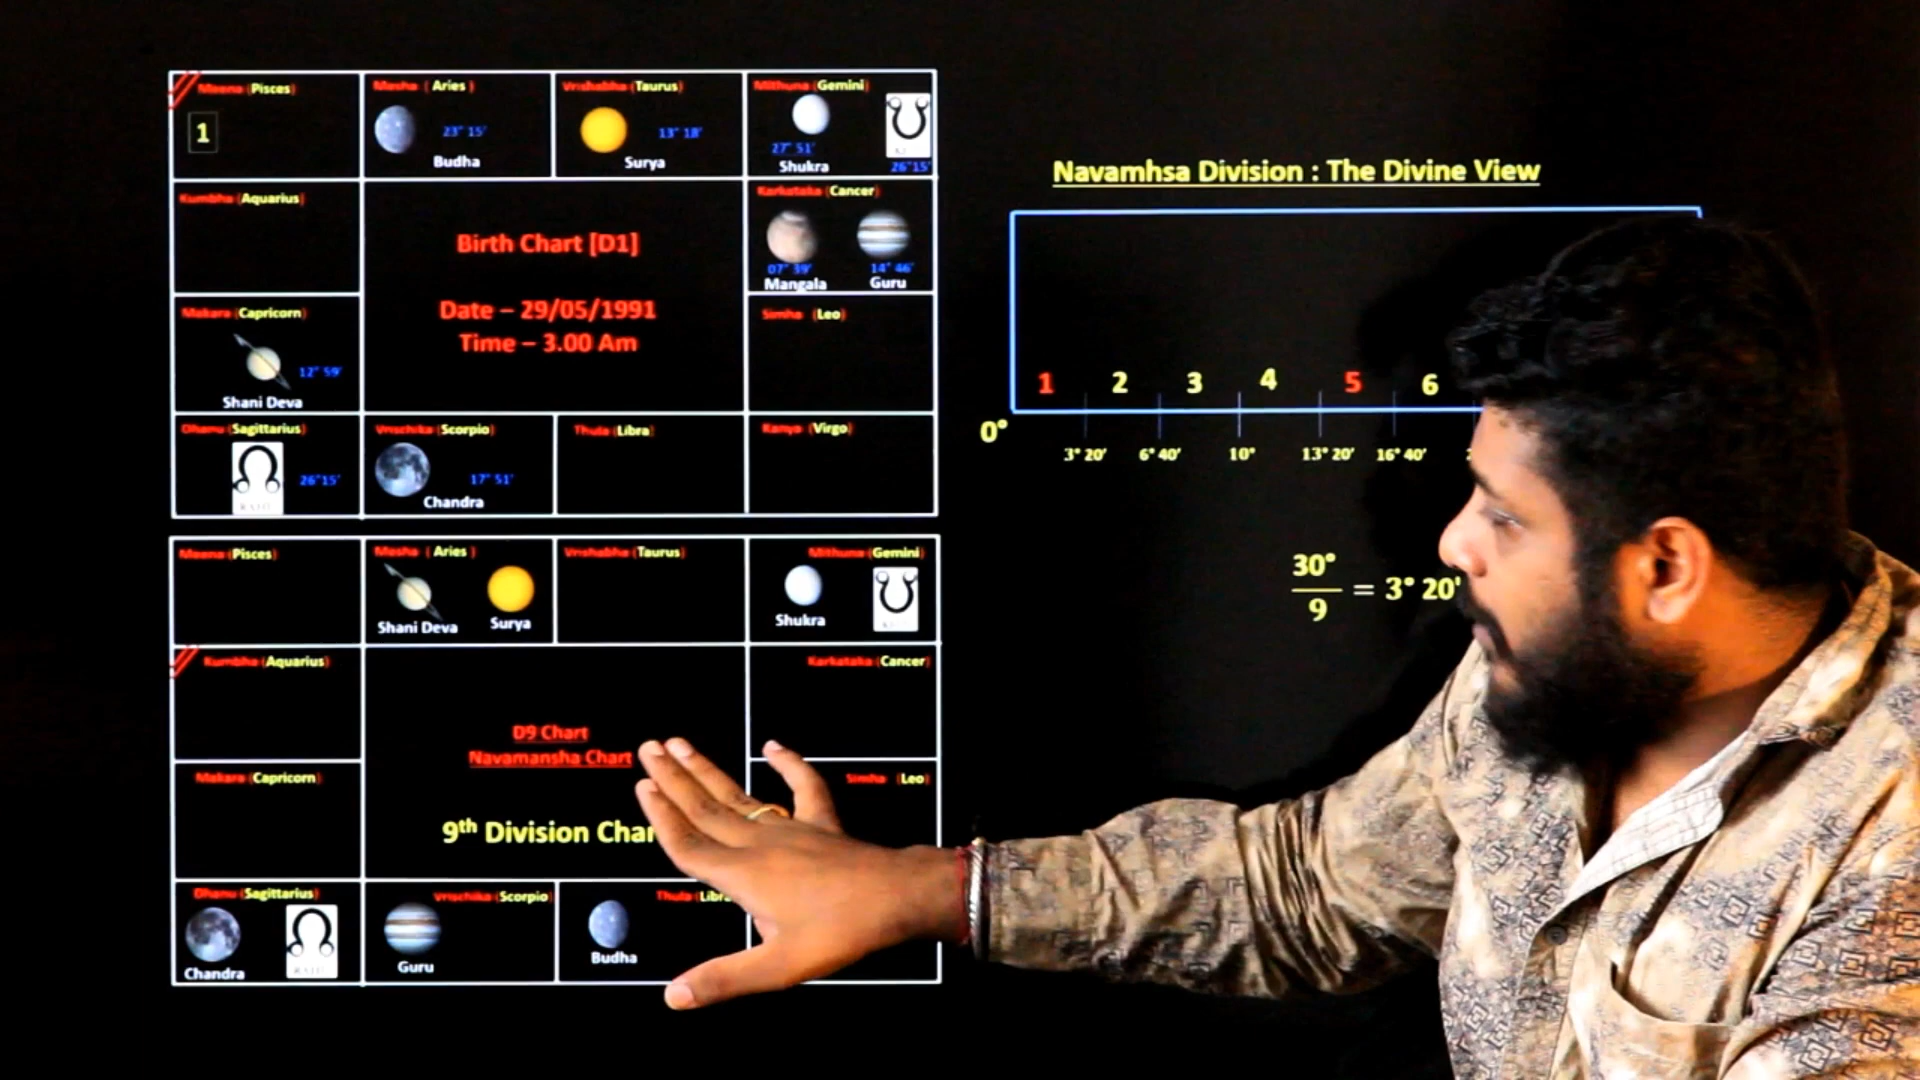 Meena (Pisces)
1
Mesha ( Aries )
23° 15'
Budha
Vrishabha (Taurus)
13° 18'
Surya
Mithuna (Gemini)
27° 51'
Shukra
26°15'
Kumbha (Aquarius)
Karkataka (Cancer)
07° 39'
Mangala
14° 46'
Guru
Birth Chart [D1]
Date – 29/05/1991
Time – 3.00 Am
Makara (Capricorn)
12° 59'
Shani Deva
Simha (Leo)
Dhanu (Sagittarius)
26°15'
Vrischika (Scorpio)
17° 51'
Chandra
Thula (Libra)
Kanya (Virgo)
Meena (Pisces)
Mesha ( Aries )
Shani Deva
Surya
Vrishabha (Taurus)
Mithuna (Gemini)
Shukra
Kumbha (Aquarius)
Karkataka (Cancer)
D9 Chart
Navamansha Chart
9th Division Char
Makara (Capricorn)
Simha (Leo)
Dhanu (Sagittarius)
Chandra
Vrischika (Scorpio)
Guru
Thula (Libra
Budha
Navamhsa Division : The Divine View
1 2 3 4 5 6
0°
3° 20' 6° 40' 10° 13° 20' 16° 40'
30°
9
= 3° 20'